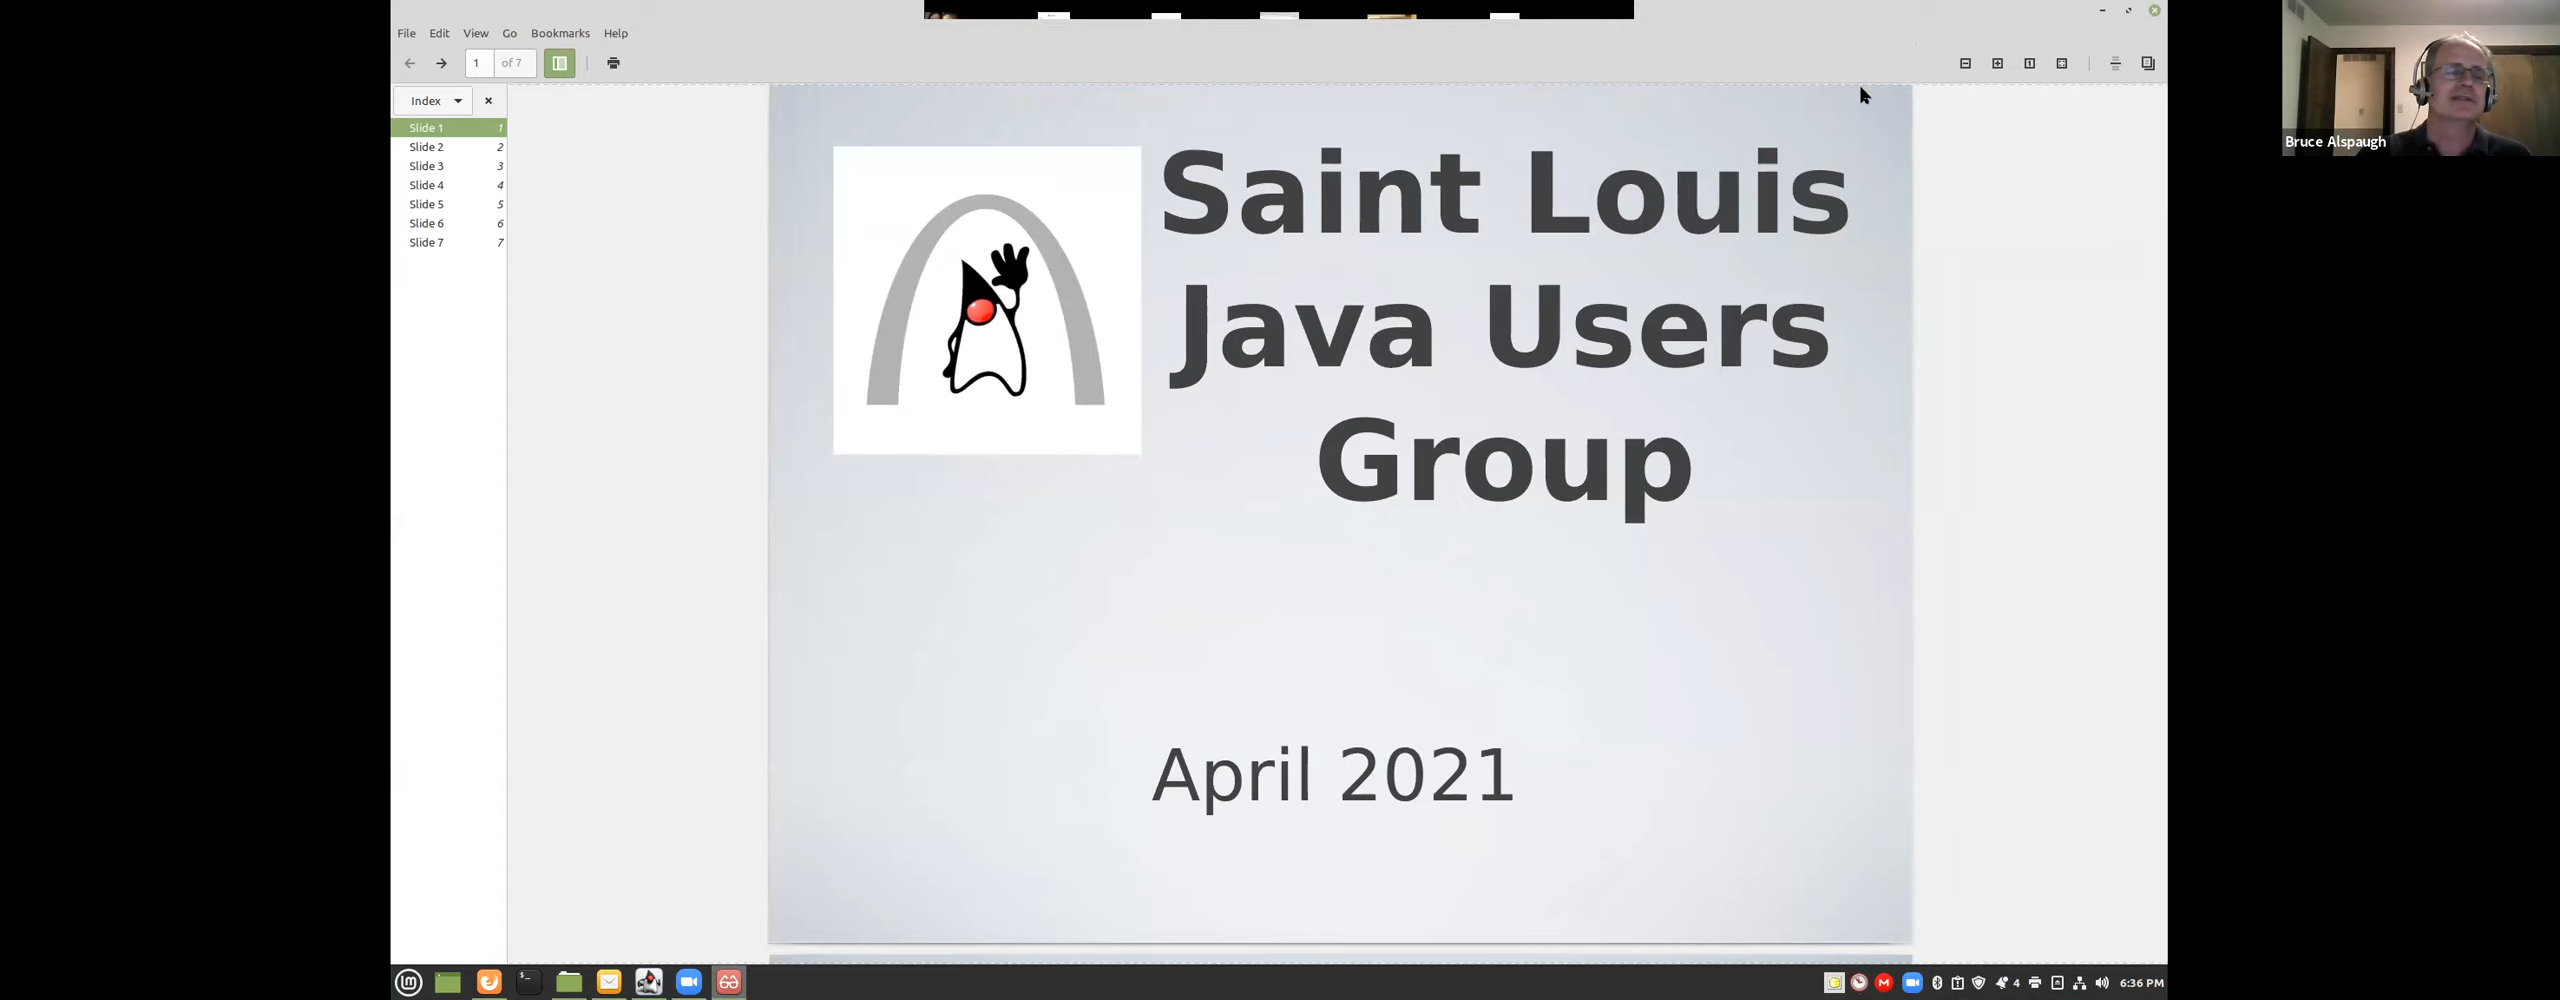 File Edit View Go Bookmarks Help
1 of 7
Index
Slide 1 1
Slide 2 2
Slide 3 3
Slide 4 4
Slide 5 5
Slide 6 6
Slide 7 7
Saint Louis
Java Users
Group
April 2021
Bruce Alspaugh
4 6:36 PM